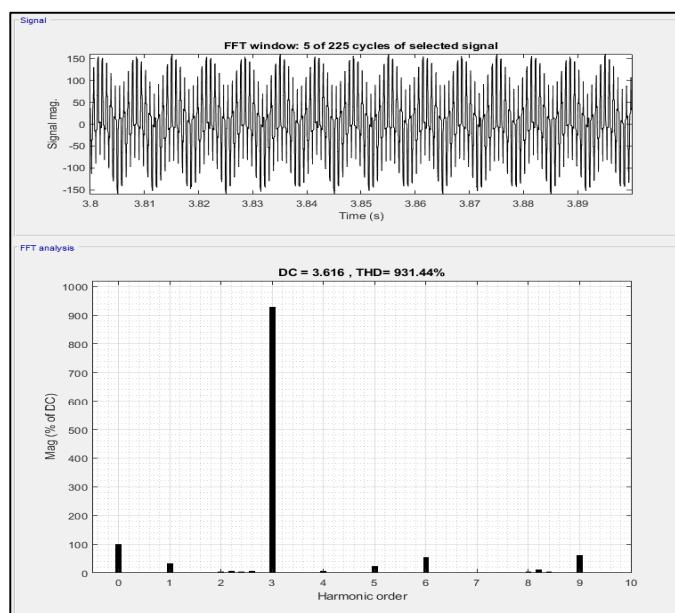 Signal
FFT window: 5 of 225 cycles of selected signal
150
100
50
0
-50
-100
-150
Signal mag.
3.8 3.81 3.82 3.83 3.84 3.85 3.86 3.87 3.88 3.89
Time (s)
FFT analysis
DC = 3.616 , THD= 931.44%
1000
900
800
700
600
500
400
300
200
100
0
Mag (% of DC)
0 1 2 3 4 5 6 7 8 9 10
Harmonic order